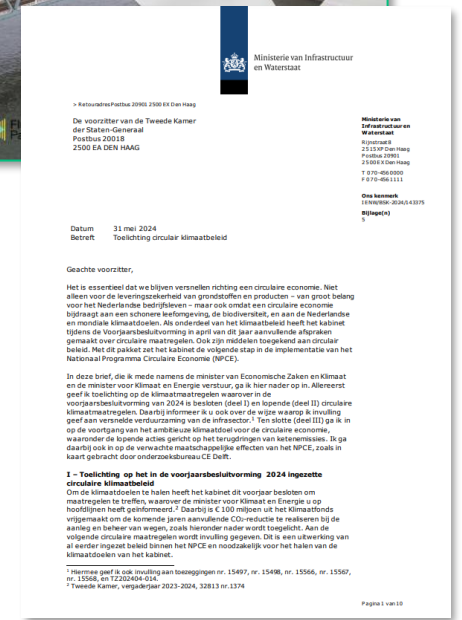 Ministerie van Infrastructuur
en Waterstaat
> Retouradres Postbus 20901 2500 EX Den Haag
De voorzitter van de Tweede Kamer
der Staten-Generaal
Postbus 20018
2500 EA DEN HAAG
Ministerie van
Infrastructuur en
Waterstaat
Rijnstraat 8
2515 XP Den Haag
Postbus 20901
2500 EX Den Haag
T 070-456 0000
F 070-456 1111
Ons kenmerk
IENW/BSK-2024/143375
Bijlage(n)
5
Datum 31 mei 2024
Betreft Toelichting circulair klimaatbeleid
Geachte voorzitter,
Het is essentieel dat we blijven versnellen richting een circulaire economie. Niet
alleen voor de leveringszekerheid van grondstoffen en producten – van groot belang
voor het Nederlandse bedrijfsleven – maar ook omdat een circulaire economie
bijdraagt aan een schonere leefomgeving, de biodiversiteit, en aan de Nederlandse
en mondiale klimaatdoelen. Als onderdeel van het klimaatbeleid heeft het kabinet
tijdens de Voorjaarsbesluitvorming in april van dit jaar aanvullende afspraken
gemaakt over circulaire maatregelen. Ook zijn middelen toegekend aan circulair
beleid. Met dit pakket zet het kabinet de volgende stap in de implementatie van het
Nationaal Programma Circulaire Economie (NPCE).
In deze brief, die ik mede namens de minister van Economische Zaken en Klimaat
en de minister voor Klimaat en Energie verstuur, ga ik hier nader op in. Allereerst
geef ik toelichting op de klimaatmaatregelen waarover in de
voorjaarsbesluitvorming van 2024 is besloten (deel I) en lopende (deel II) circulaire
klimaatmaatregelen. Daarbij informeer ik u ook over de wijze waarop ik invulling
geef aan versnelde verduurzaming van de infrasector.¹ Ten slotte (deel III) ga ik in
op de voortgang van het ambitieuze klimaatdoel voor de circulaire economie,
waaronder de lopende acties gericht op het terugdringen van ketenemissies. Ik ga
daarbij ook in op de verwachte maatschappelijke effecten van het NPCE, zoals in
kaart gebracht door onderzoeksbureau CE Delft.
I – Toelichting op het in de voorjaarsbesluitvorming 2024 ingezette
circulaire klimaatbeleid
Om de klimaatdoelen te halen heeft het kabinet dit voorjaar besloten om
maatregelen te treffen, waarover de minister voor Klimaat en Energie u op
hoofdlijnen heeft geïnformeerd.² Daarbij is € 100 miljoen uit het Klimaatfonds
vrijgemaakt om de komende jaren aanvullende CO₂-reductie te realiseren bij de
aanleg en beheer van wegen, zoals hieronder nader wordt toegelicht. Aan de
volgende circulaire maatregelen wordt invulling gegeven. Dit is een uitwerking van
al eerder ingezet beleid binnen het NPCE en noodzakelijk voor het halen van de
klimaatdoelen van het kabinet.
¹ Hiermee geef ik ook invulling aan toezeggingen nr. 15497, nr. 15498, nr. 15566, nr. 15567,
nr. 15568, en TZ202404-014.
² Tweede Kamer, vergaderjaar 2023-2024, 32813 nr.1374
Pagina 1 van 10